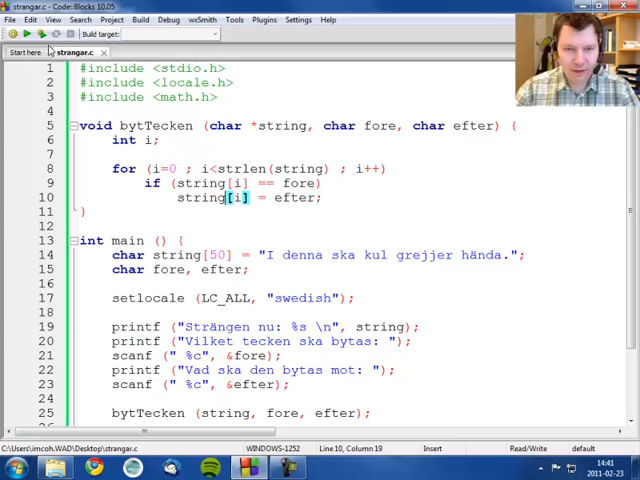 strangar.c - Code::Blocks 10.05
File Edit View Search Project Build Debug wxSmith Tools Plugins Settings Help
Build target:
Start here strangar.c
1 #include <stdio.h>
2 #include <locale.h>
3 #include <math.h>
4
5 void bytTecken (char *string, char fore, char efter) {
6 int i;
7
8 for (i=0 ; i<strlen(string) ; i++)
9 if (string[i] == fore)
10 string[i] = efter;
11 }
12
13 int main () {
14 char string[50] = "I denna ska kul grejjer hända.";
15 char fore, efter;
16
17 setlocale (LC_ALL, "swedish");
18
19 printf ("Strängen nu: %s \n", string);
20 printf ("Vilket tecken ska bytas: ");
21 scanf (" %c", &fore);
22 printf ("Vad ska den bytas mot: ");
23 scanf (" %c", &efter);
24
25 bytTecken (string, fore, efter);
26
C:\Users\imcoh.WAD\Desktop\strangar.c WINDOWS-1252 Line 10, Column 19 Insert Read/Write default
14:41
2011-02-23